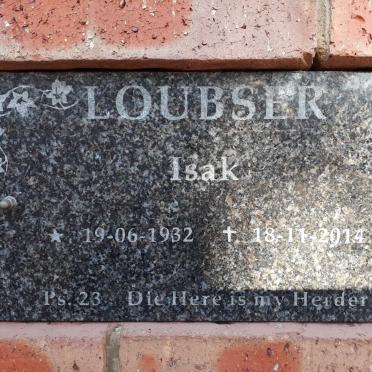 LOUBSER
Isak
★ 19-06-1932 ✝ 18-11-2014
Ps. 23 Die Here is my Herder